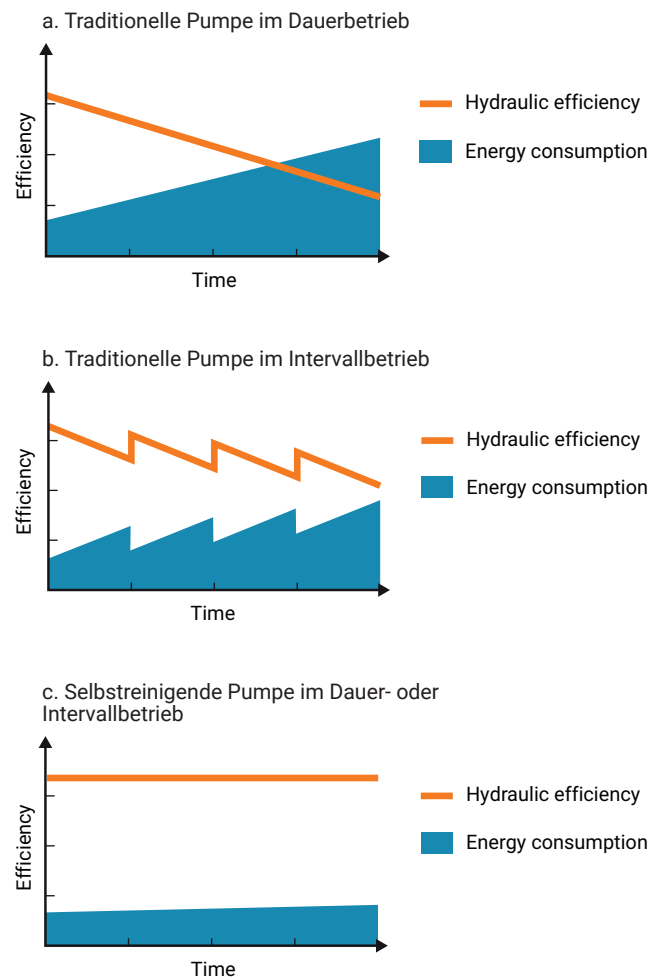 a. Traditionelle Pumpe im Dauerbetrieb
Efficiency
Hydraulic efficiency
Energy consumption
Time
b. Traditionelle Pumpe im Intervallbetrieb
Efficiency
Hydraulic efficiency
Energy consumption
Time
c. Selbstreinigende Pumpe im Dauer- oder
Intervallbetrieb
Efficiency
Hydraulic efficiency
Energy consumption
Time